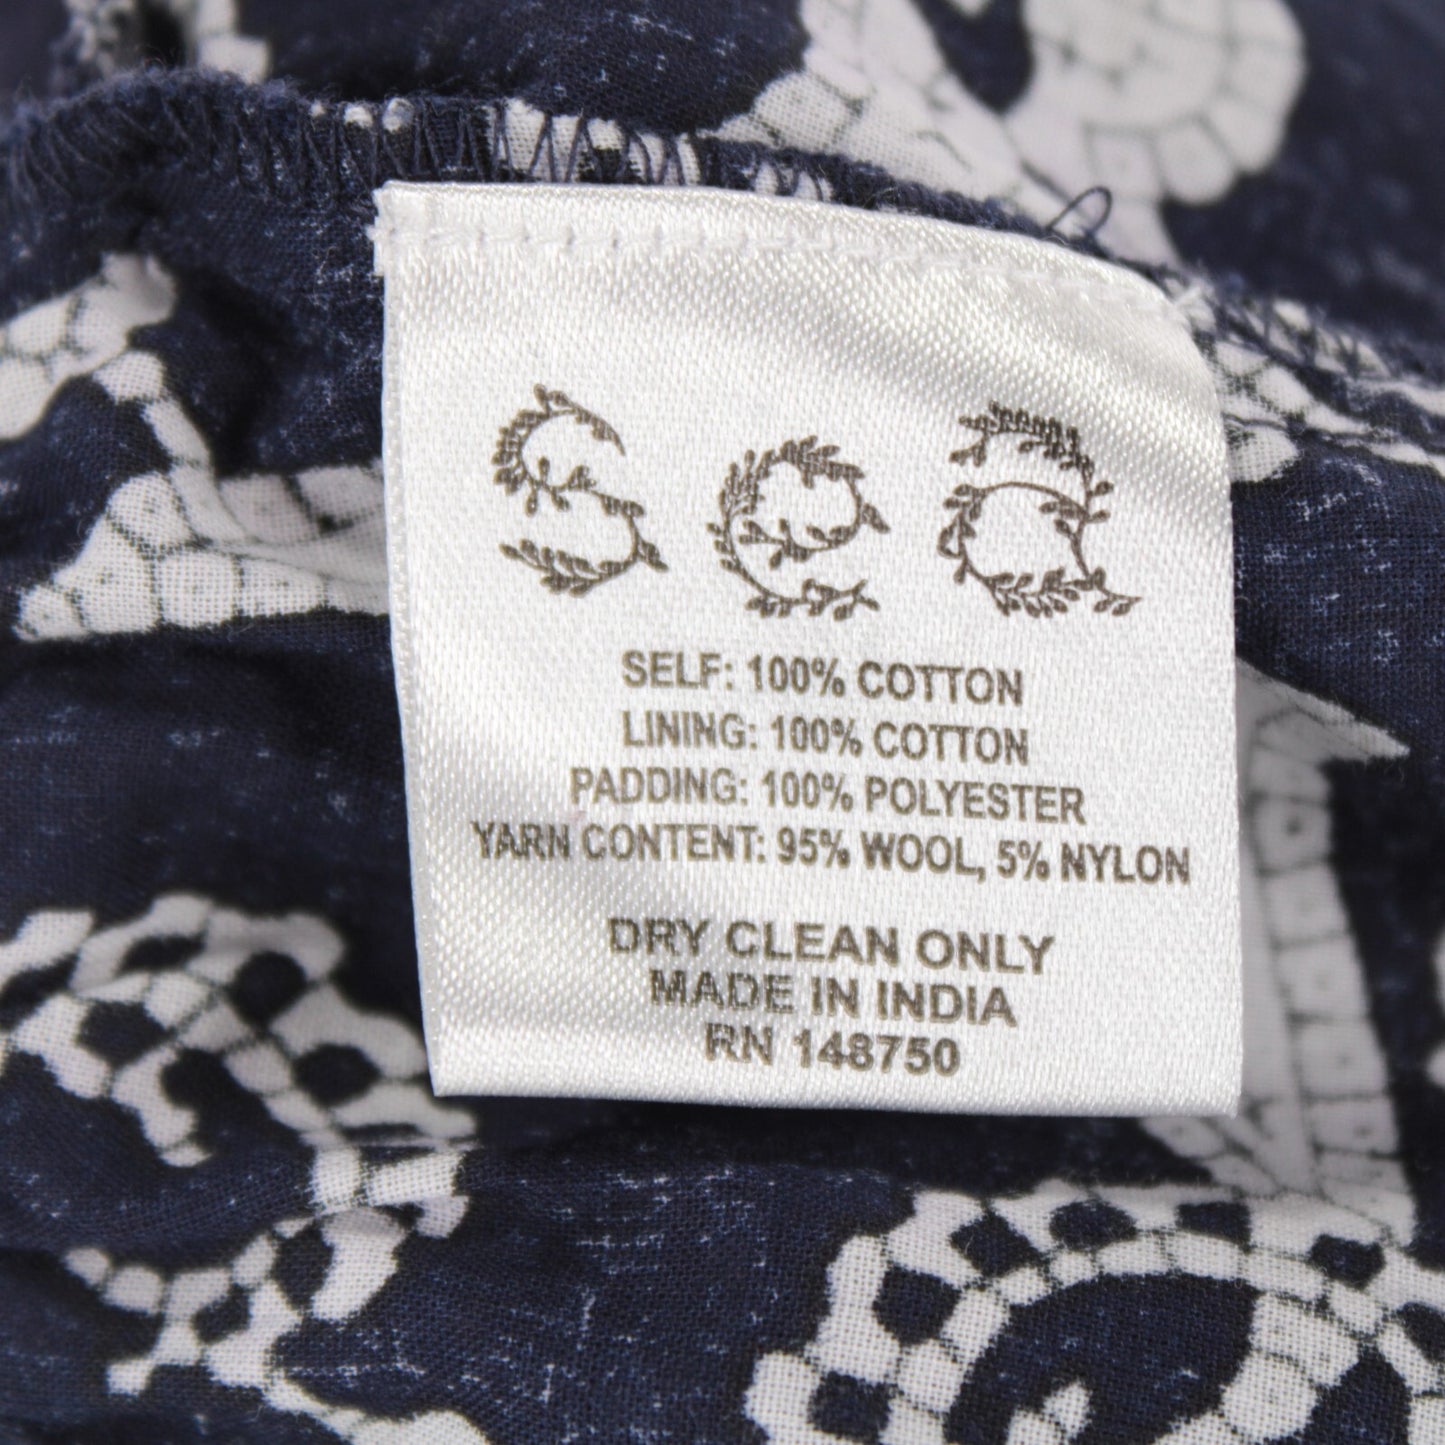 SEA
SELF: 100% COTTON
LINING: 100% COTTON
PADDING: 100% POLYESTER
YARN CONTENT: 95% WOOL, 5% NYLON
DRY CLEAN ONLY
MADE IN INDIA
RN 148750